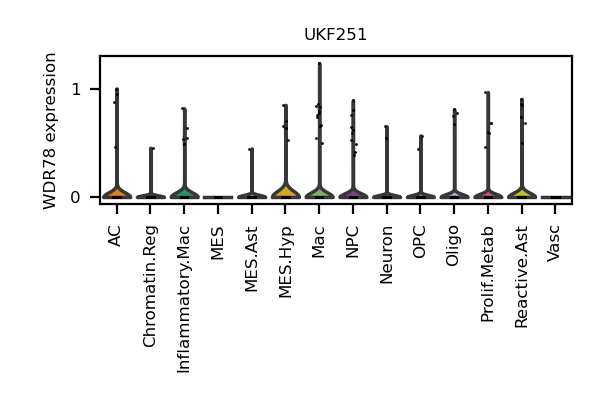 UKF251
WDR78 expression
1
0
AC
Chromatin.Reg
Inflammatory.Mac
MES
MES.Ast
MES.Hyp
Mac
NPC
Neuron
OPC
Oligo
Prolif.Metab
Reactive.Ast
Vasc